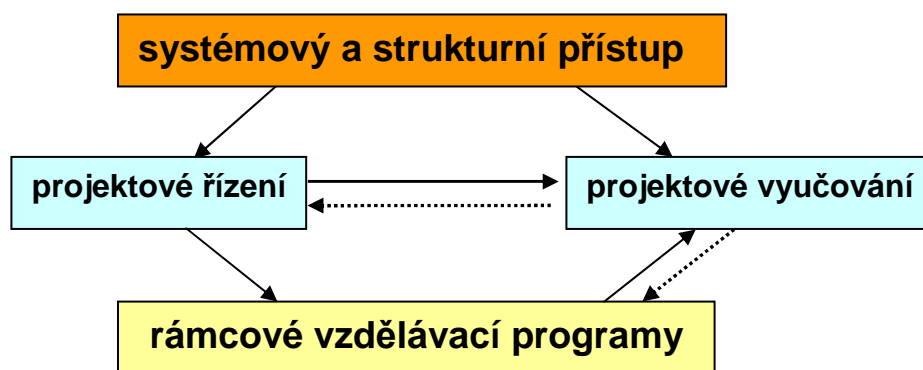 systémový a strukturní přístup
projektové řízení
projektové vyučování
rámcové vzdělávací programy